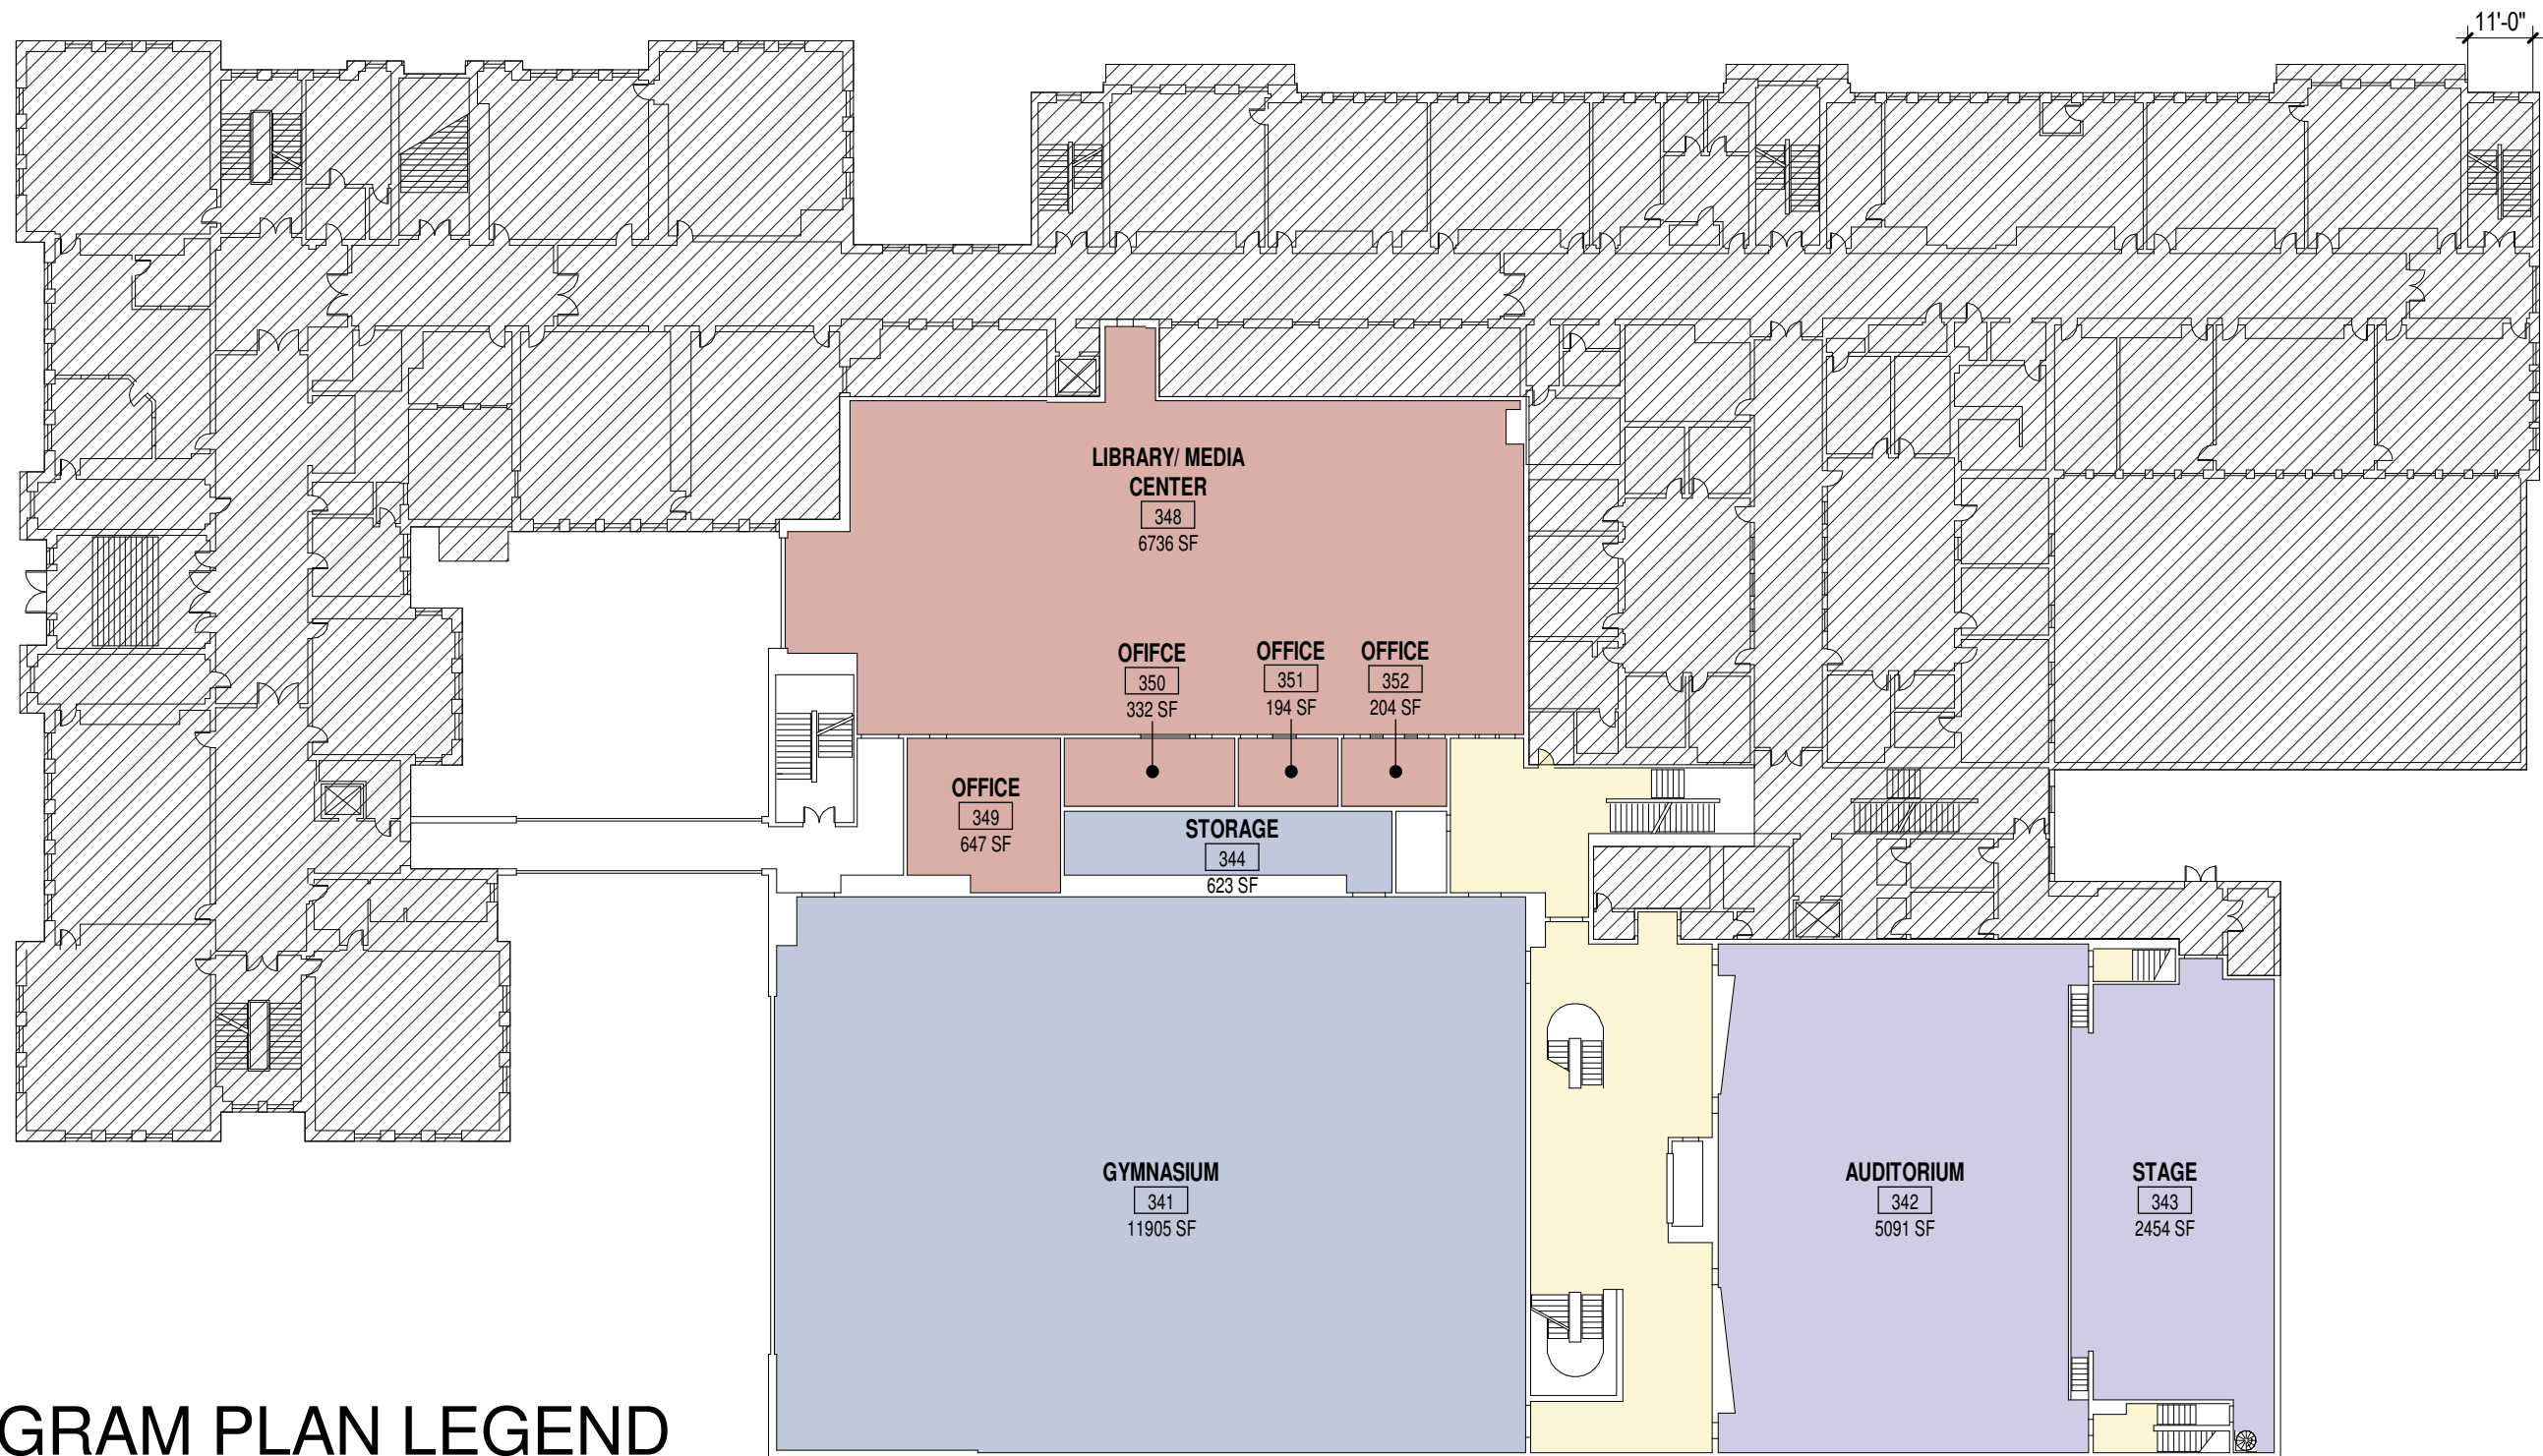 11'-0"
LIBRARY/ MEDIA
CENTER
348
6736 SF
OFIFCE
350
332 SF
OFFICE
351
194 SF
OFFICE
352
204 SF
OFFICE
349
647 SF
STORAGE
344
623 SF
GYMNASIUM
341
11905 SF
AUDITORIUM
342
5091 SF
STAGE
343
2454 SF
GRAM PLAN LEGEND